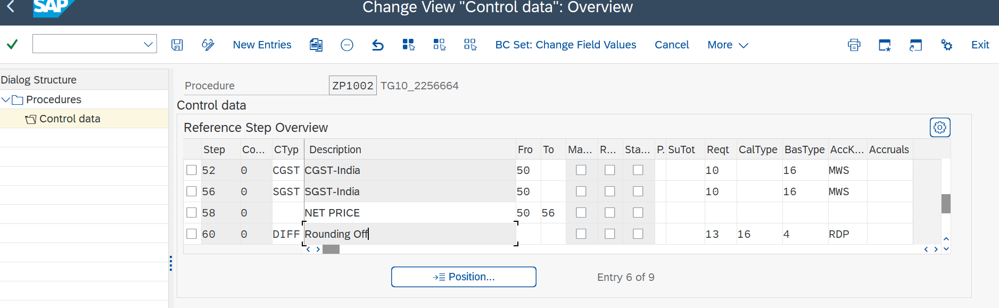 SAP Change View "Control data": Overview
New Entries BC Set: Change Field Values Cancel More Exit
Dialog Structure
Procedures
Control data
Procedure ZP1002 TG10_2256664
Control data
Reference Step Overview
Step Co... CTyp Description Fro To Ma... R... Sta... P. SuTot Reqt CalType BasType AccK... Accruals
52 0 CGST CGST-India 50 10 16 MWS
56 0 SGST SGST-India 50 10 16 MWS
58 0 NET PRICE 50 56
60 0 DIFF Rounding Off 13 16 4 RDP
Position... Entry 6 of 9